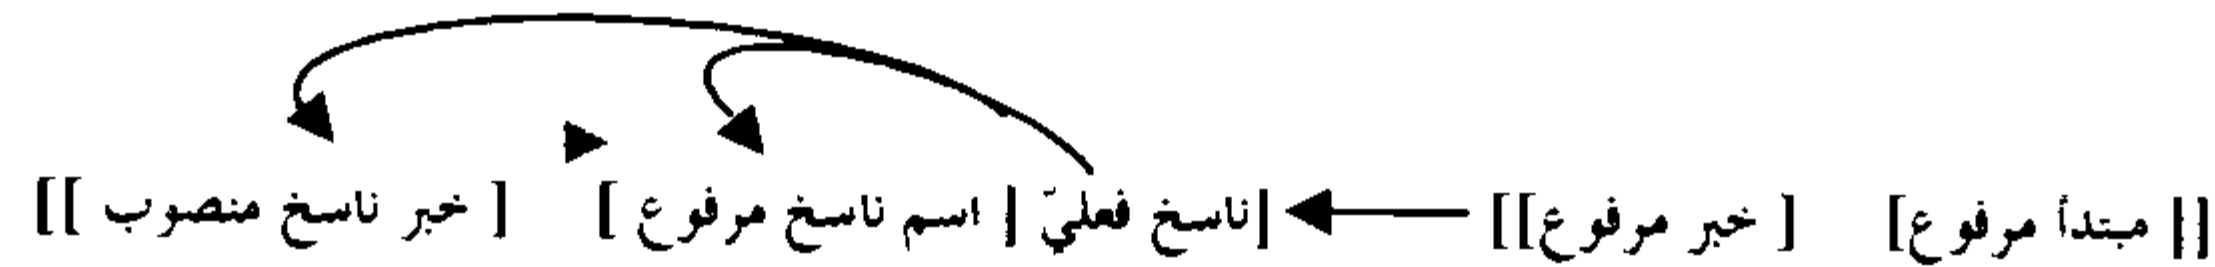 [[ مبتدأ مرفوع]    [ خبر مرفوع]] ← [ناسخ فعليّ [ اسم ناسخ مرفوع ]    [ خبر ناسخ منصوب ]]